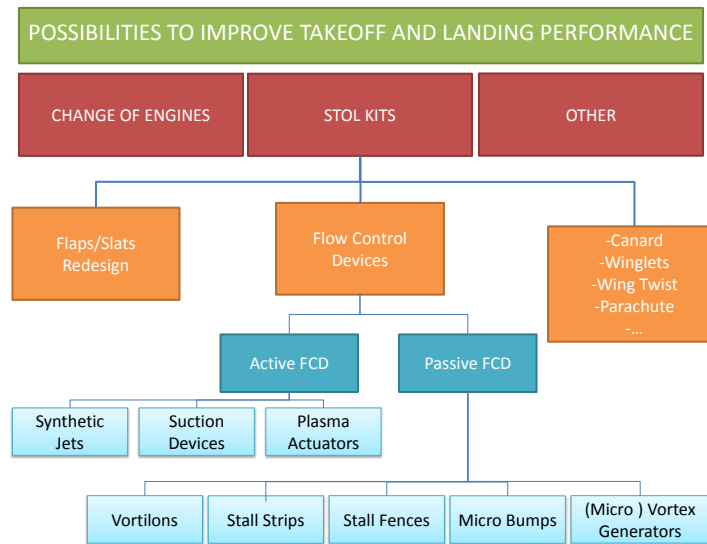 POSSIBILITIES TO IMPROVE TAKEOFF AND LANDING PERFORMANCE
CHANGE OF ENGINES
STOL KITS
OTHER
Flaps/Slats
Redesign
Flow Control
Devices
-Canard
-Winglets
-Wing Twist
-Parachute
-...
Active FCD
Passive FCD
Synthetic
Jets
Suction
Devices
Plasma
Actuators
Vortilons
Stall Strips
Stall Fences
Micro Bumps
(Micro ) Vortex
Generators